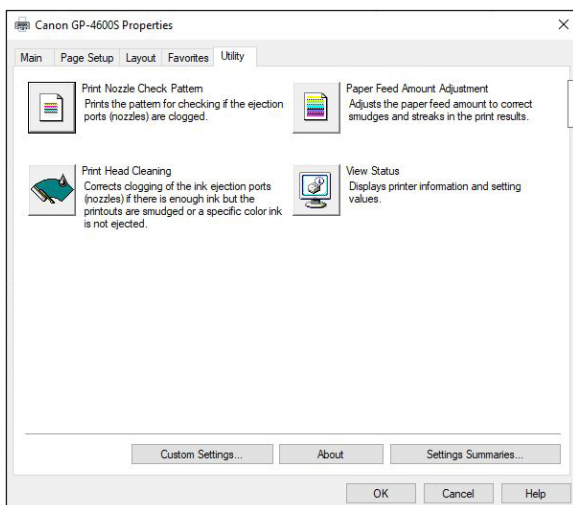 Canon GP-4600S Properties
Main Page Setup Layout Favorites Utility
Print Nozzle Check Pattern
Prints the pattern for checking if the ejection
ports (nozzles) are clogged.
Paper Feed Amount Adjustment
Adjusts the paper feed amount to correct
smudges and streaks in the print results.
Print Head Cleaning
Corrects clogging of the ink ejection ports
(nozzles) if there is enough ink but the
printouts are smudged or a specific color ink
is not ejected.
View Status
Displays printer information and setting
values.
Custom Settings... About Settings Summaries...
OK Cancel Help